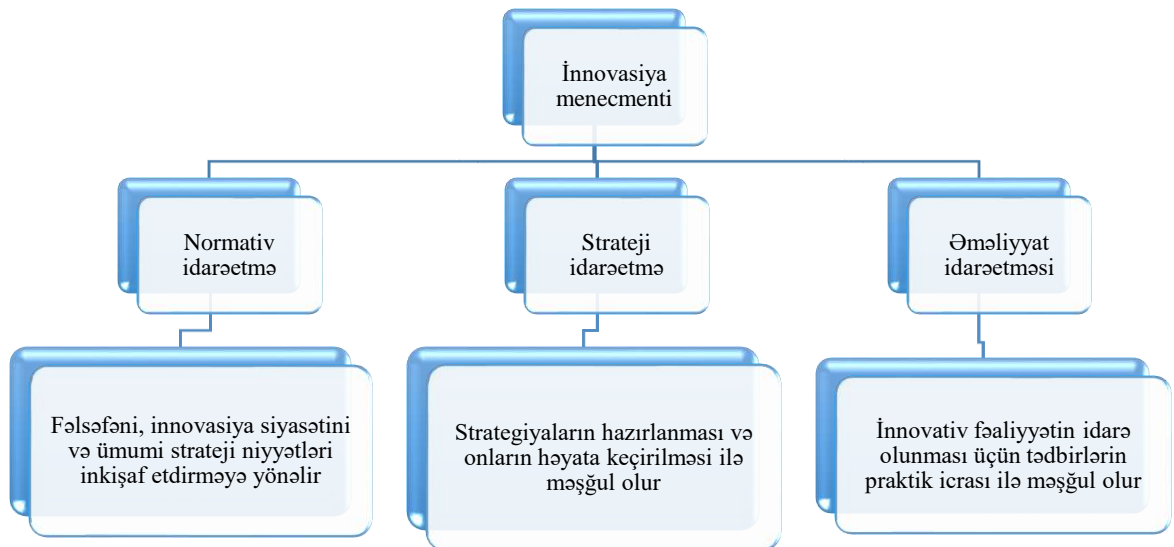 İnnovasiya
menecmenti
Normativ
idarəetmə
Strateji
idarəetmə
Əməliyyat
idarəetməsi
Fəlsəfəni, innovasiya siyasətini
və ümumi strateji niyyətləri
inkişaf etdirməyə yönəlir
Strategiyaların hazırlanması və
onların həyata keçirilməsi ilə
məşğul olur
İnnovativ fəaliyyətin idarə
olunması üçün tədbirlərin
praktik icrası ilə məşğul olur